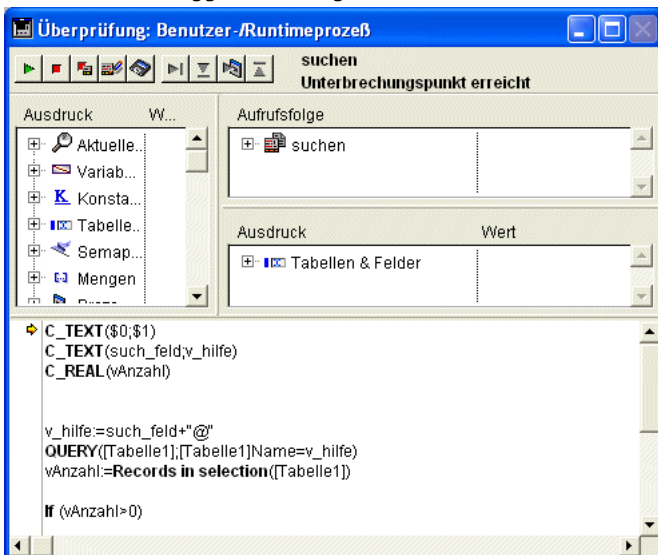 Überprüfung: Benutzer-/Runtimeprozeß
suchen
Unterbrechungspunkt erreicht
Ausdruck W...
Aktuelle..
Variab...
Konsta...
Tabelle..
Semap...
Mengen
Aufrufsfolge
suchen
Ausdruck Wert
Tabellen & Felder
C_TEXT($0;$1)
C_TEXT(such_feld;v_hilfe)
C_REAL(vAnzahl)
v_hilfe:=such_feld+"@"
QUERY([Tabelle1];[Tabelle1]Name=v_hilfe)
vAnzahl:=Records in selection([Tabelle1])
If (vAnzahl>0)